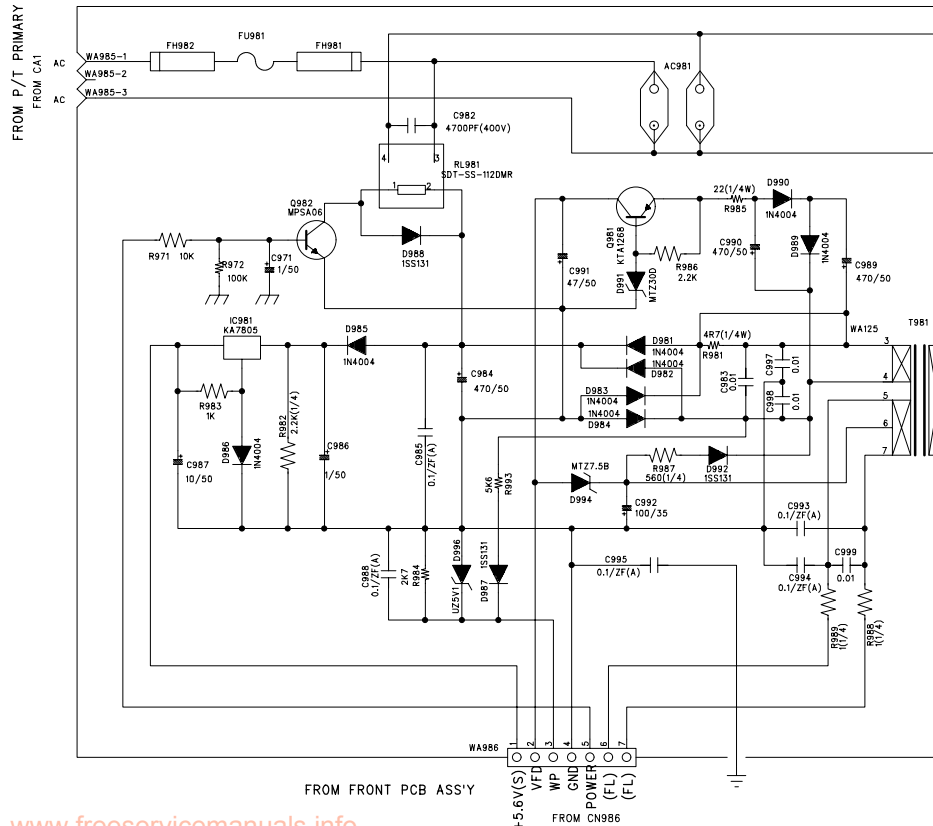 FROM P/T PRIMARY
FROM CA1
AC
WA985-1
WA985-2
AC
WA985-3
FH982
FU981
FH981
AC981
C982
4700PF(400V)
4
3
RL981
SDT-SS-112DMR
1
2
Q982
MPSA06
R971
10K
R972
100K
C971
1/50
D988
1SS131
Q981
KTA1268
22(1/4W)
R985
D990
1N4004
C990
470/50
D989
1N4004
C989
470/50
C991
47/50
D991
MTZ30D
R986
2.2K
IC981
KA7805
D985
1N4004
C984
470/50
D981
1N4004
1N4004
D982
D983
1N4004
1N4004
D984
4R7(1/4W)
R981
C983
0.01
C997
0.01
C998
0.01
WA125
T981
3
4
5
6
7
R983
1K
D986
1N4004
R982
2.2K(1/4)
C986
1/50
C987
10/50
C985
0.1/ZF(A)
5K6
R993
MTZ7.5B
D994
R987
560(1/4)
D992
1SS131
C992
100/35
C993
0.1/ZF(A)
C994
0.1/ZF(A)
C999
0.01
C988
0.1/ZF(A)
2K7
R984
D996
UZ5V1
1SS131
D987
C995
0.1/ZF(A)
R989
1(1/4)
R988
1(1/4)
WA986
1
2
3
4
5
6
7
+5.6V(S)
VFD
WP
GND
POWER
(FL)
(FL)
FROM FRONT PCB ASS'Y
FROM CN986
www.freeservicemanuals.info